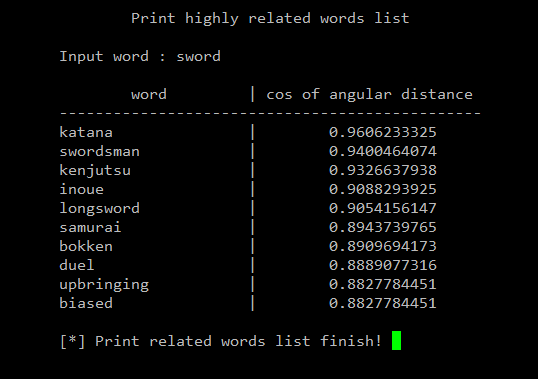 Print highly related words list
Input word : sword
word | cos of angular distance
-----------------------------------------------
katana | 0.9606233325
swordsman | 0.9400464074
kenjutsu | 0.9326637938
inoue | 0.9088293925
longsword | 0.9054156147
samurai | 0.8943739765
bokken | 0.8909694173
duel | 0.8889077316
upbringing | 0.8827784451
biased | 0.8827784451
[*] Print related words list finish!